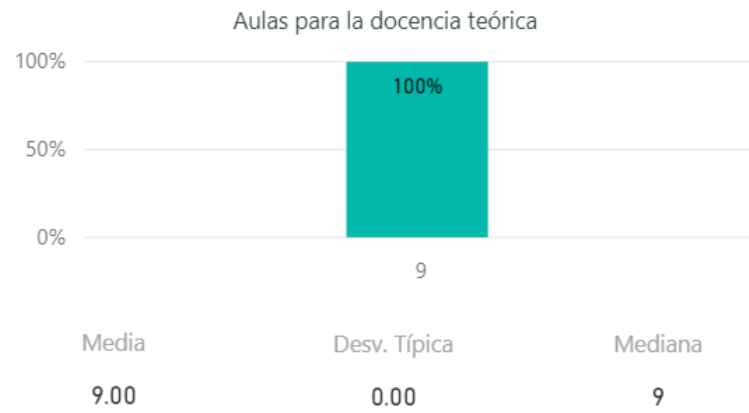 Aulas para la docencia teórica
100%
100%
50%
0%
9
Media Desv. Típica Mediana
9.00 0.00 9